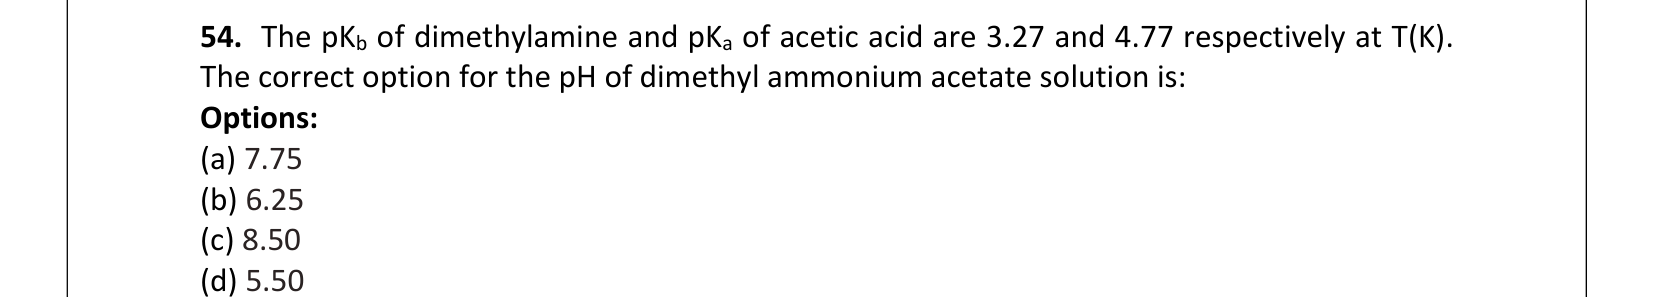 54. The pKb of dimethylamine and pKa of acetic acid are 3.27 and 4.77 respectively at T(K).
The correct option for the pH of dimethyl ammonium acetate solution is:
Options:
(a) 7.75
(b) 6.25
(c) 8.50
(d) 5.50